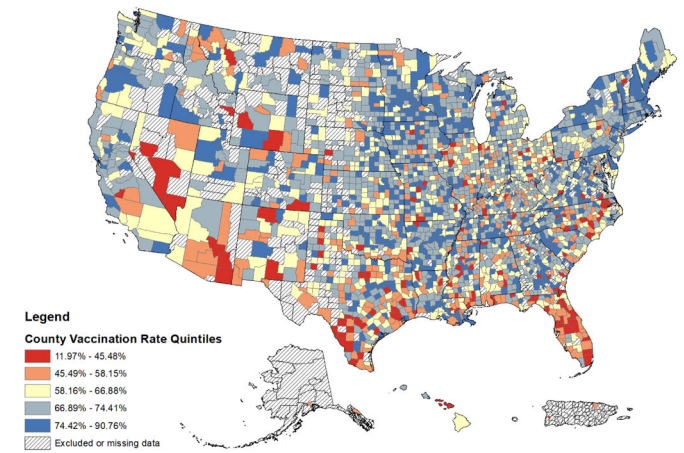 Legend
County Vaccination Rate Quintiles
11.97% - 45.48%
45.49% - 58.15%
58.16% - 66.88%
66.89% - 74.41%
74.42% - 90.76%
Excluded or missing data